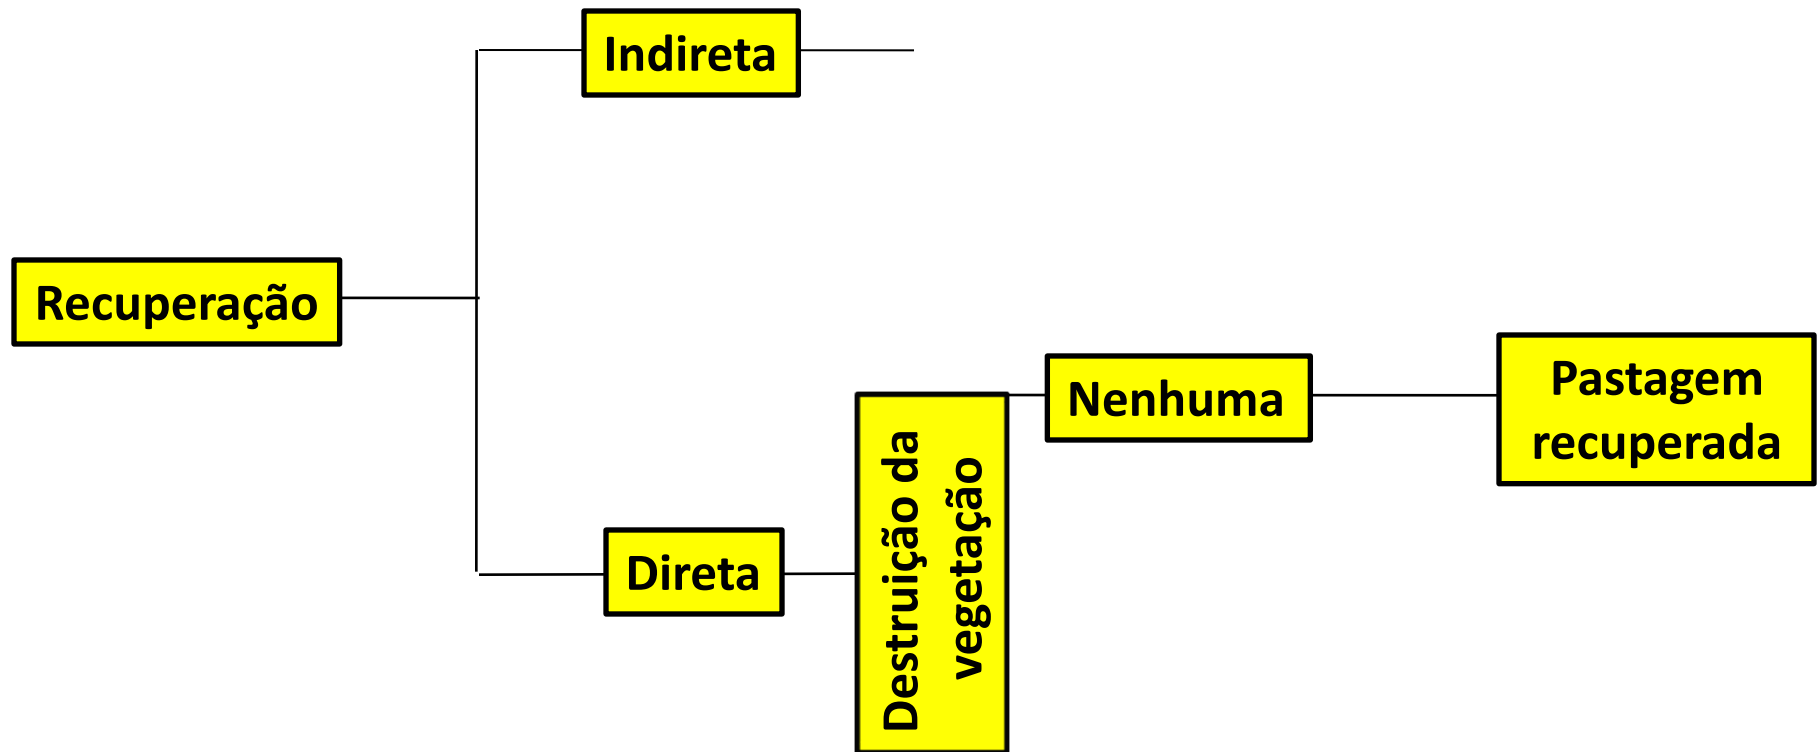 Indireta
Recuperação
Nenhuma
Pastagem
recuperada
Direta
Destruição da
vegetação